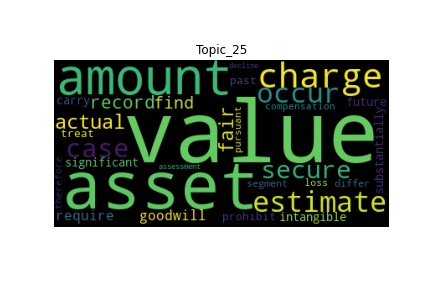 Topic_25
decline
amount charge
past occur
carry record find compensation future
actual value fair pursuant substantially
treat
case
significant assessment secure
therefore asset segment loss differ
estimate
require goodwill prohibit intangible